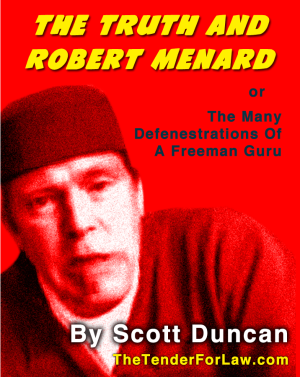 THE TRUTH AND
ROBERT MENARD
or
The Many
Defenestrations Of
A Freeman Guru
By Scott Duncan
TheTenderForLaw.com